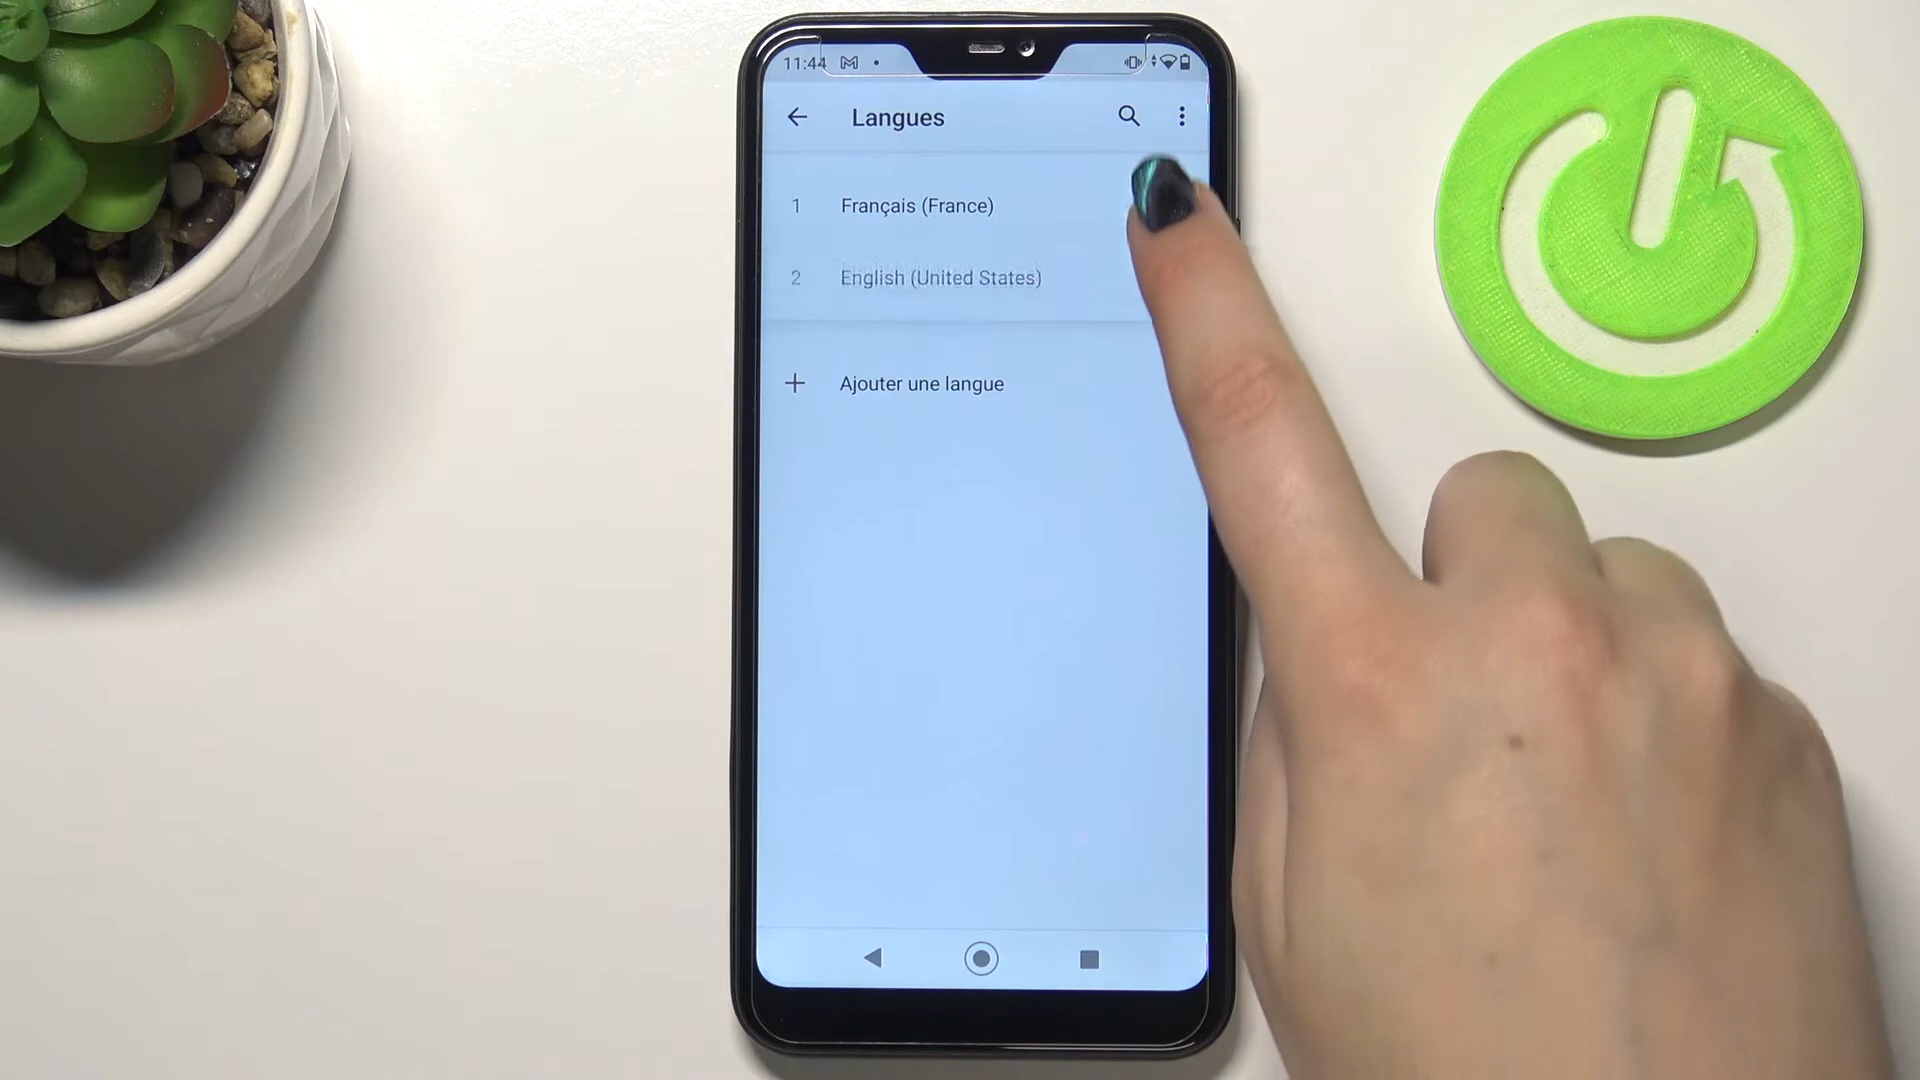 11:44
Langues
1 Français (France)
2 English (United States)
+ Ajouter une langue